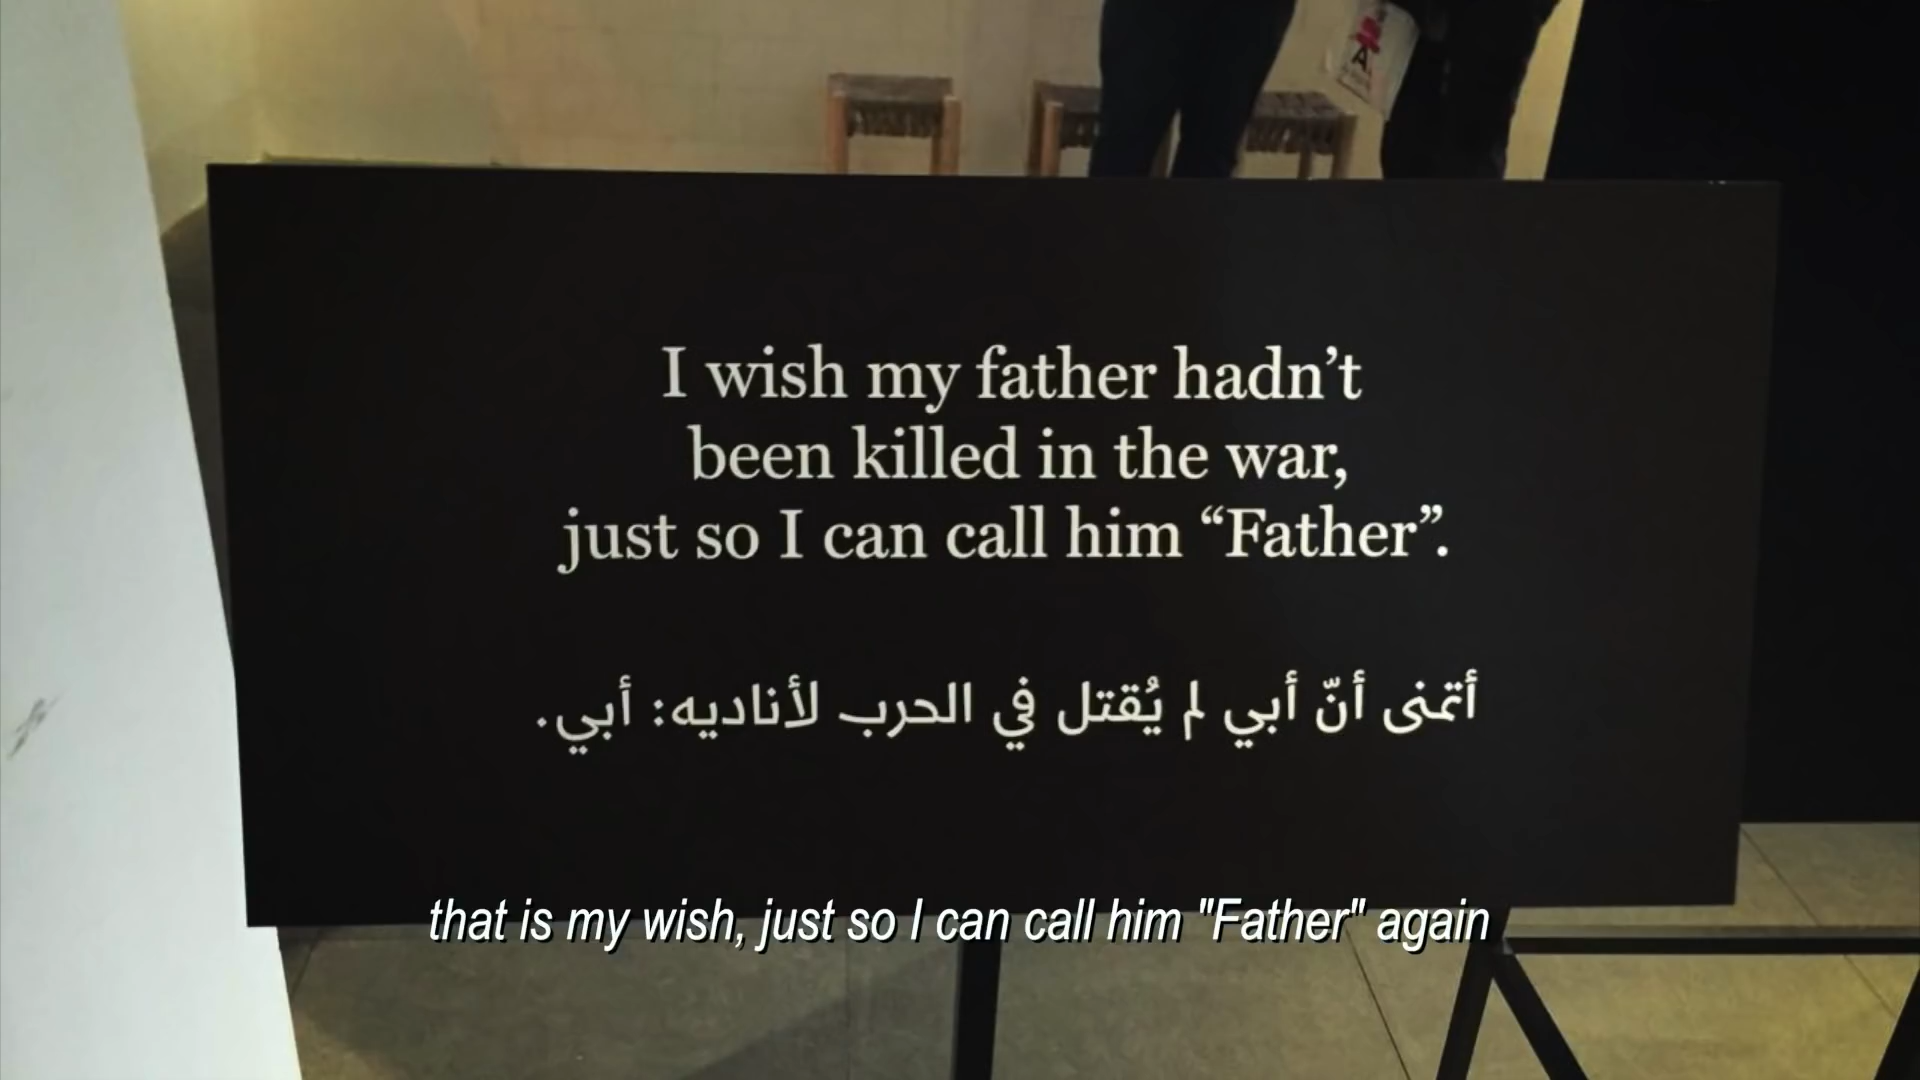 I wish my father hadn’t
been killed in the war,
just so I can call him “Father”.
أتمنى أنّ أبي لم يُقتل في الحرب لأناديه: أبي.
that is my wish, just so I can call him "Father" again